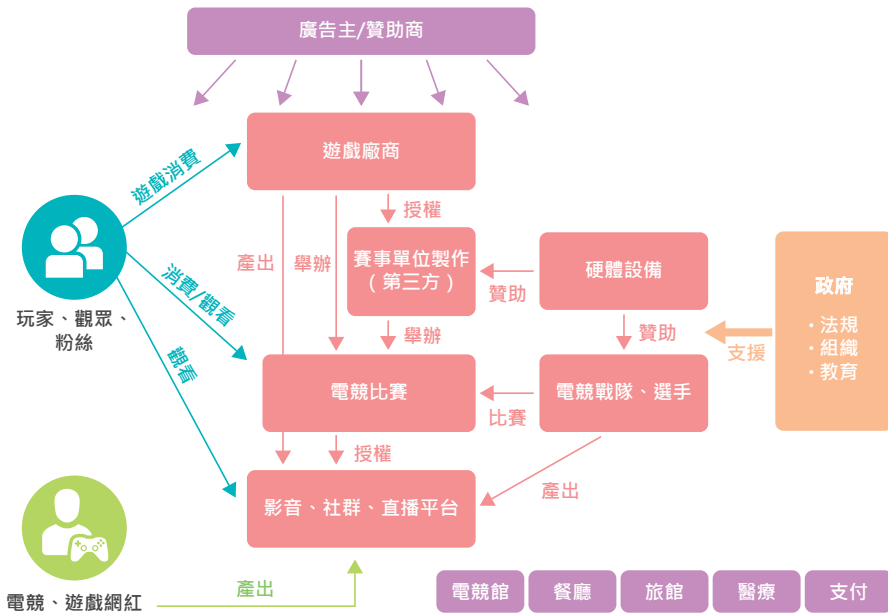 廣告主/贊助商
遊戲廠商
遊戲消費
授權
產出
舉辦
賽事單位製作
(第三方)
硬體設備
贊助
政府
・法規
・組織
・教育
玩家、觀眾、
粉絲
消費/觀看
舉辦
贊助
支援
觀看
電競比賽
電競戰隊、選手
比賽
授權
影音、社群、直播平台
產出
電競、遊戲網紅
產出
電競館
餐廳
旅館
醫療
支付